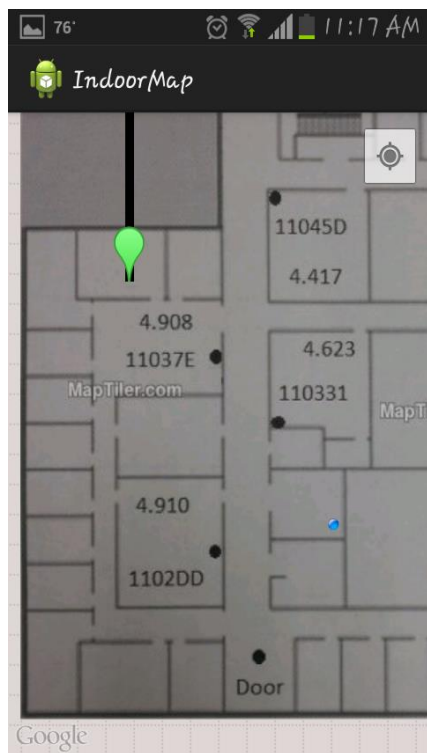 76°
11:17 AM
IndoorMap
11045D
4.417
4.908
11037E
4.623
110331
MapTiler.com
MapT
4.910
1102DD
Door
Google